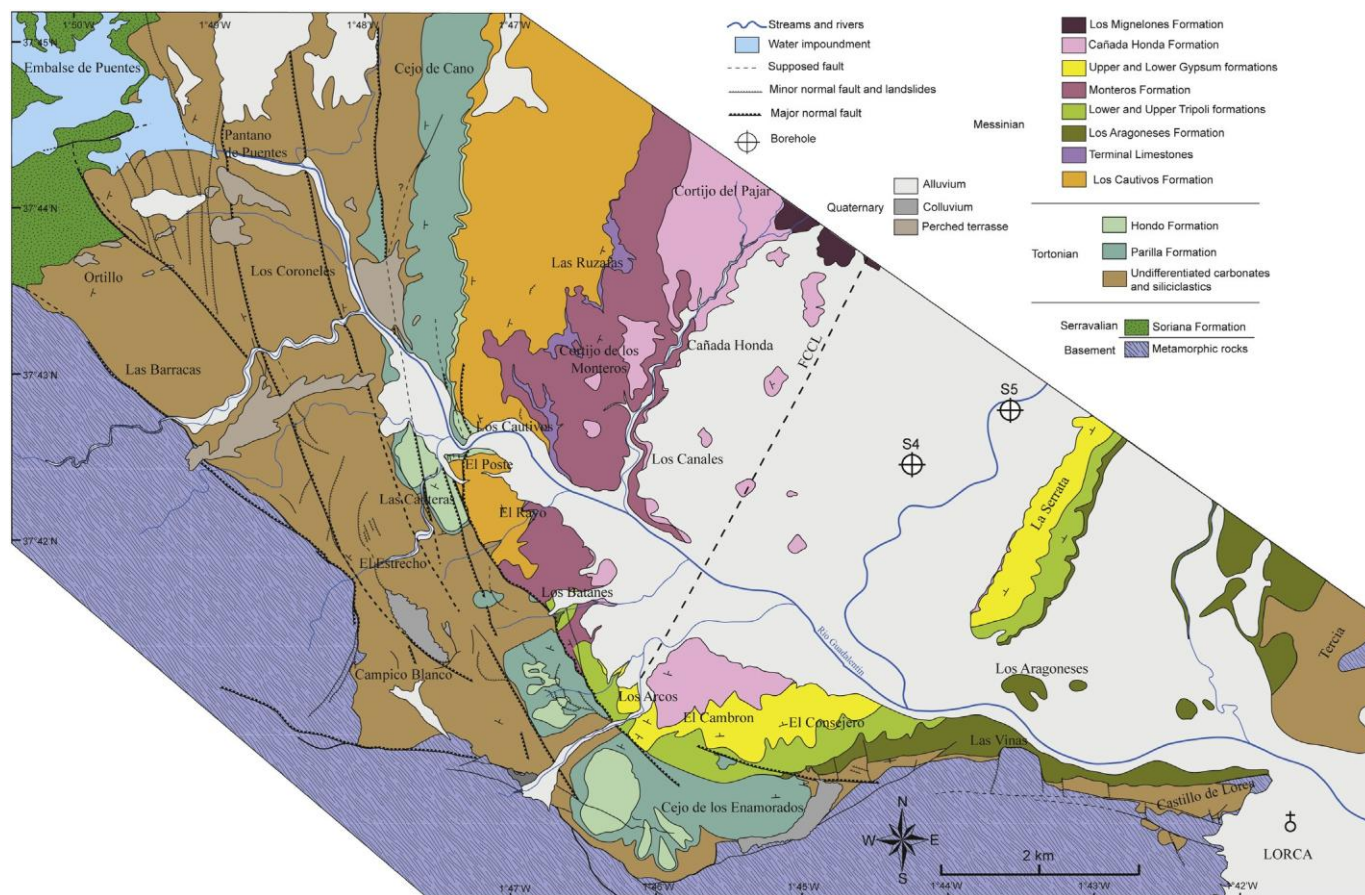 1°50'W
1°49'W
1°48'W
1°47'W
37°45'N
37°44'N
37°43'N
37°42'N
Embalse de Puentes
Cejo de Cano
Pantano
de Puentes
Cortijo del Pajar
Ortillo
Los Coroneles
Las Ruzafas
?
Las Barracas
Cortijo de los
Monteros
Cañada Honda
FCCL
S5
S4
Los Cautivos
El Poste
Los Canales
Las Canteras
El Rayo
La Serrata
El Estrecho
Los Batanes
Rio Guadalentin
Tercia
Campico Blanco
Los Arcos
Los Aragoneses
El Cambron
El Consejero
Las Vinas
Cejo de los Enamorados
Castillo de Lorca
LORCA
N
W
E
S
2 km
1°47'W
1°46'W
1°45'W
1°44'W
1°43'W
1°42'W
Streams and rivers
Water impoundment
Supposed fault
Minor normal fault and landslides
Major normal fault
Borehole
Quaternary
Alluvium
Colluvium
Perched terrasse
Messinian
Los Mignelones Formation
Cañada Honda Formation
Upper and Lower Gypsum formations
Monteros Formation
Lower and Upper Tripoli formations
Los Aragoneses Formation
Terminal Limestones
Los Cautivos Formation
Tortonian
Hondo Formation
Parilla Formation
Undifferentiated carbonates
and siliciclastics
Serravalian
Soriana Formation
Basement
Metamorphic rocks